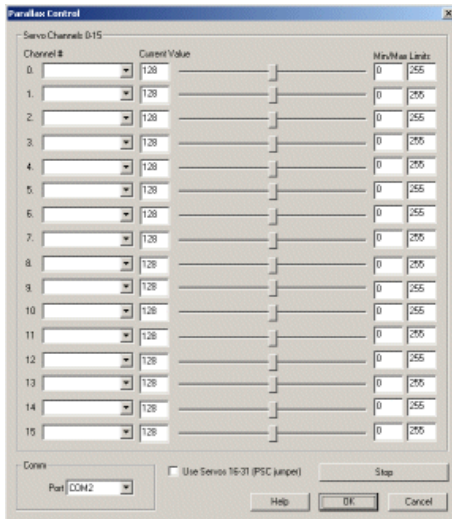 Parallax Control
Servo Channels 0-15
Channel # Current Value Min/Max Limits
0. 128 0 255
1. 128 0 255
2. 128 0 255
3. 128 0 255
4. 128 0 255
5. 128 0 255
6. 128 0 255
7. 128 0 255
8. 128 0 255
9. 128 0 255
10 128 0 255
11 128 0 255
12 128 0 255
13 128 0 255
14 128 0 255
15 128 0 255
Comm
Port COM2
Use Servos 16-31 (PSC jumper)
Stop
Help OK Cancel